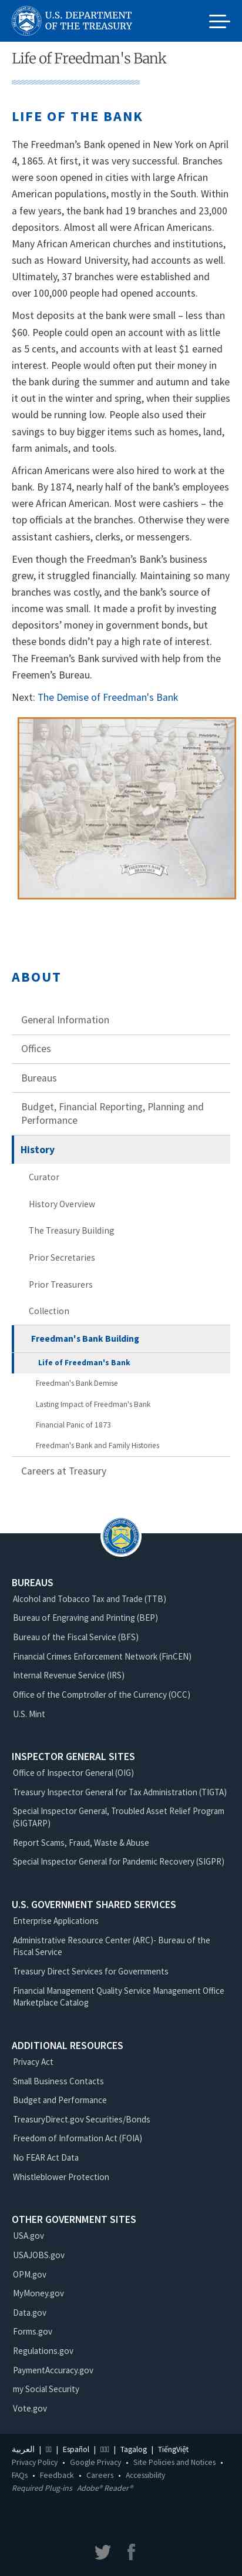 U.S. DEPARTMENT
OF THE TREASURY
Life of Freedman's Bank
LIFE OF THE BANK
The Freedman’s Bank opened in New York on April
4, 1865. At first, it was very successful. Branches
were soon opened in cities with large African
American populations, mostly in the South. Within
a few years, the bank had 19 branches and 23,000
depositors. Almost all were African Americans.
Many African American churches and institutions,
such as Howard University, had accounts as well.
Ultimately, 37 branches were established and
over 100,000 people had opened accounts.
Most deposits at the bank were small – less than
$60. People could open an account with as little
as 5 cents, and accounts with at least $1 earned
interest. People would often put their money in
the bank during the summer and autumn and take
it out in the winter and spring, when their supplies
would be running low. People also used their
savings to buy bigger items such as homes, land,
farm animals, and tools.
African Americans were also hired to work at the
bank. By 1874, nearly half of the bank’s employees
were African American. Most were cashiers – the
top officials at the branches. Otherwise they were
assistant cashiers, clerks, or messengers.
Even though the Freedman’s Bank’s business
grew, it struggled financially. Maintaining so many
branches was costly, and the bank’s source of
income was small. It made a profit by investing
depositors’ money in government bonds, but
these bonds didn’t pay a high rate of interest.
The Freeman’s Bank survived with help from the
Freemen’s Bureau.
Next: The Demise of Freedman's Bank
ABOUT
General Information
Offices
Bureaus
Budget, Financial Reporting, Planning and
Performance
History
Curator
History Overview
The Treasury Building
Prior Secretaries
Prior Treasurers
Collection
Freedman's Bank Building
Life of Freedman's Bank
Freedman's Bank Demise
Lasting Impact of Freedman's Bank
Financial Panic of 1873
Freedman's Bank and Family Histories
Careers at Treasury
BUREAUS
Alcohol and Tobacco Tax and Trade (TTB)
Bureau of Engraving and Printing (BEP)
Bureau of the Fiscal Service (BFS)
Financial Crimes Enforcement Network (FinCEN)
Internal Revenue Service (IRS)
Office of the Comptroller of the Currency (OCC)
U.S. Mint
INSPECTOR GENERAL SITES
Office of Inspector General (OIG)
Treasury Inspector General for Tax Administration (TIGTA)
Special Inspector General, Troubled Asset Relief Program
(SIGTARP)
Report Scams, Fraud, Waste & Abuse
Special Inspector General for Pandemic Recovery (SIGPR)
U.S. GOVERNMENT SHARED SERVICES
Enterprise Applications
Administrative Resource Center (ARC)- Bureau of the
Fiscal Service
Treasury Direct Services for Governments
Financial Management Quality Service Management Office
Marketplace Catalog
ADDITIONAL RESOURCES
Privacy Act
Small Business Contacts
Budget and Performance
TreasuryDirect.gov Securities/Bonds
Freedom of Information Act (FOIA)
No FEAR Act Data
Whistleblower Protection
OTHER GOVERNMENT SITES
USA.gov
USAJOBS.gov
OPM.gov
MyMoney.gov
Data.gov
Forms.gov
Regulations.gov
PaymentAccuracy.gov
my Social Security
Vote.gov
العربية | | Español | | Tagalog | TiếngViệt
Privacy Policy • Google Privacy • Site Policies and Notices •
FAQs • Feedback • Careers • Accessibility
Required Plug-ins Adobe® Reader®